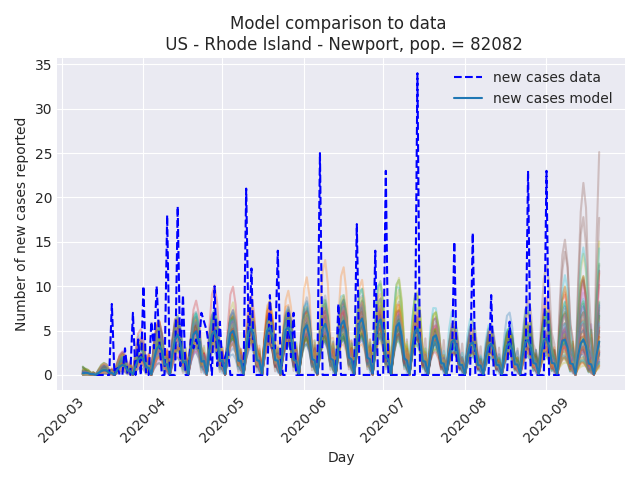 Model comparison to data
US - Rhode Island - Newport, pop. = 82082
new cases data
new cases model
Number of new cases reported
35
30
25
20
15
10
5
0
2020-03
2020-04
2020-05
2020-06
2020-07
2020-08
2020-09
Day